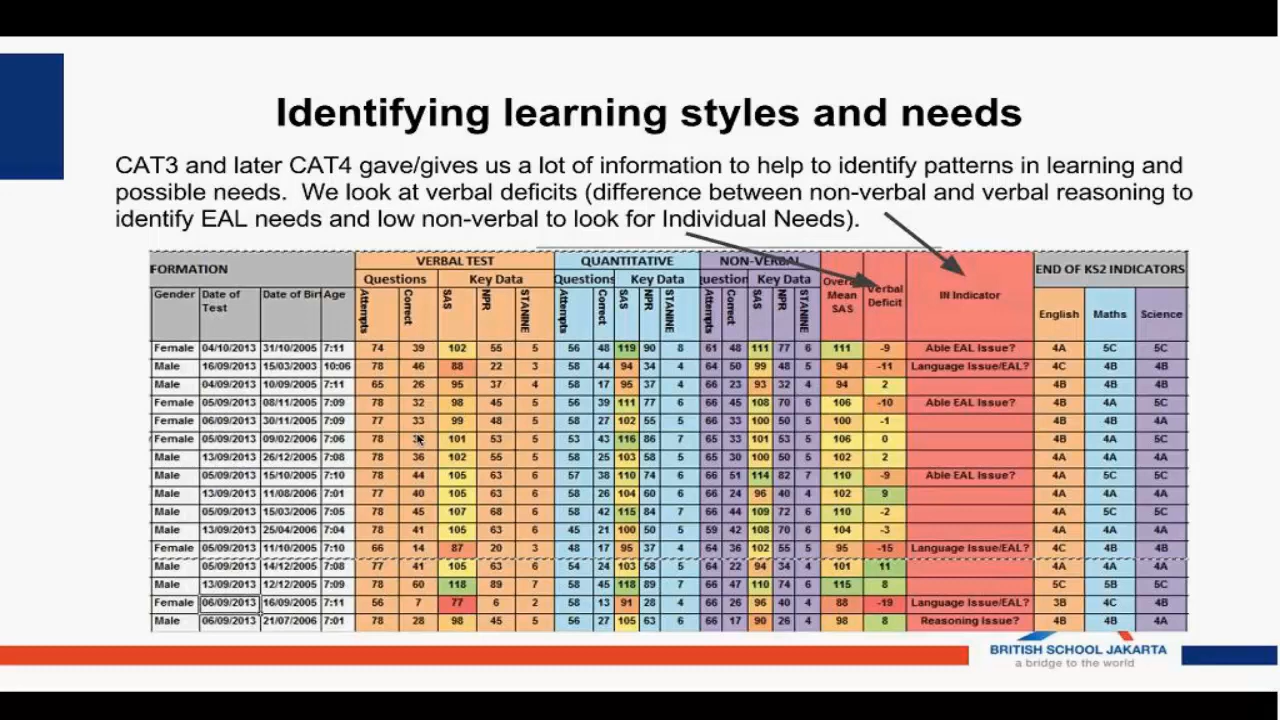 Identifying learning styles and needs
CAT3 and later CAT4 gave/gives us a lot of information to help to identify patterns in learning and
possible needs. We look at verbal deficits (difference between non-verbal and verbal reasoning to
identify EAL needs and low non-verbal to look for Individual Needs).
FORMATION VERBAL TEST QUANTITATIVE NON-VERBAL Mean SAS Deficit IN Indicator END OF KS2 INDICATORS
Questions Key Data Questions Key Data Key Data
Gender Date of Test Date of Birt Age Attempts Correct SAS NPR STANINE Attempts Correct SAS NPR STANINE Attempts Correct SAS NPR STANINE English Maths Science
Female 04/10/2013 31/10/2005 7:11 74 39 102 55 5 56 48 119 90 8 61 48 111 77 6 111 -9 Able EAL Issue? 4A 5C 5C
Male 16/09/2013 15/03/2003 10:06 78 46 88 22 3 58 44 94 34 4 64 50 99 48 5 94 -11 Language Issue/EAL? 4C 4B 4B
Male 04/09/2013 10/09/2005 7:11 65 26 95 37 4 58 17 95 37 4 66 23 93 32 4 94 2 4B 4B 4B
Female 05/09/2013 08/11/2005 7:09 78 32 98 45 5 56 39 111 77 6 66 45 108 70 6 106 -10 Able EAL Issue? 4B 4A 5C
Female 06/09/2013 30/11/2005 7:09 77 33 99 48 5 58 27 102 55 5 66 33 100 50 5 100 -1 4B 4B 4A
Female 05/09/2013 09/02/2006 7:06 78 101 53 5 53 43 116 86 7 65 33 101 53 5 106 0 4B 4A 5C
Male 13/09/2013 26/12/2005 7:08 78 36 102 55 5 58 25 103 58 5 65 30 100 50 5 102 2 4A 4B 4A
Male 05/09/2013 15/10/2005 7:10 78 44 105 63 6 57 38 110 74 6 66 51 114 82 7 110 -9 Able EAL Issue? 4A 5C 5C
Male 13/09/2013 11/08/2006 7:01 77 40 105 63 6 58 26 104 60 6 66 24 96 40 4 102 9 4A 4A 4A
Male 05/09/2013 15/03/2006 7:05 78 45 107 68 6 58 42 115 84 7 66 44 109 72 6 110 -2 4A 5C 5C
Male 13/09/2013 25/04/2006 7:04 78 41 105 63 6 45 21 100 50 5 59 42 108 70 6 104 -3 4A 4A 4A
Female 05/09/2013 11/10/2005 7:10 66 14 87 20 3 48 17 95 37 4 64 36 102 55 5 95 -15 Language Issue/EAL? 4C 4B 4B
Female 05/09/2013 14/12/2005 7:08 77 41 105 63 6 54 24 103 58 5 64 22 94 34 4 101 11 4A 4A 4A
Male 13/09/2013 12/12/2005 7:09 78 60 118 89 7 58 45 118 89 7 66 47 110 74 6 115 8 5C 5B 5C
Female 06/09/2013 16/09/2005 7:11 56 7 77 6 2 58 13 91 28 4 66 26 96 40 4 88 -19 Language Issue/EAL? 3B 4C 4B
Male 06/09/2013 21/07/2006 7:01 78 28 98 45 5 56 27 105 63 6 66 17 90 26 4 98 8 Reasoning Issue? 4B 4B 4A
BRITISH SCHOOL JAKARTA
a bridge to the world